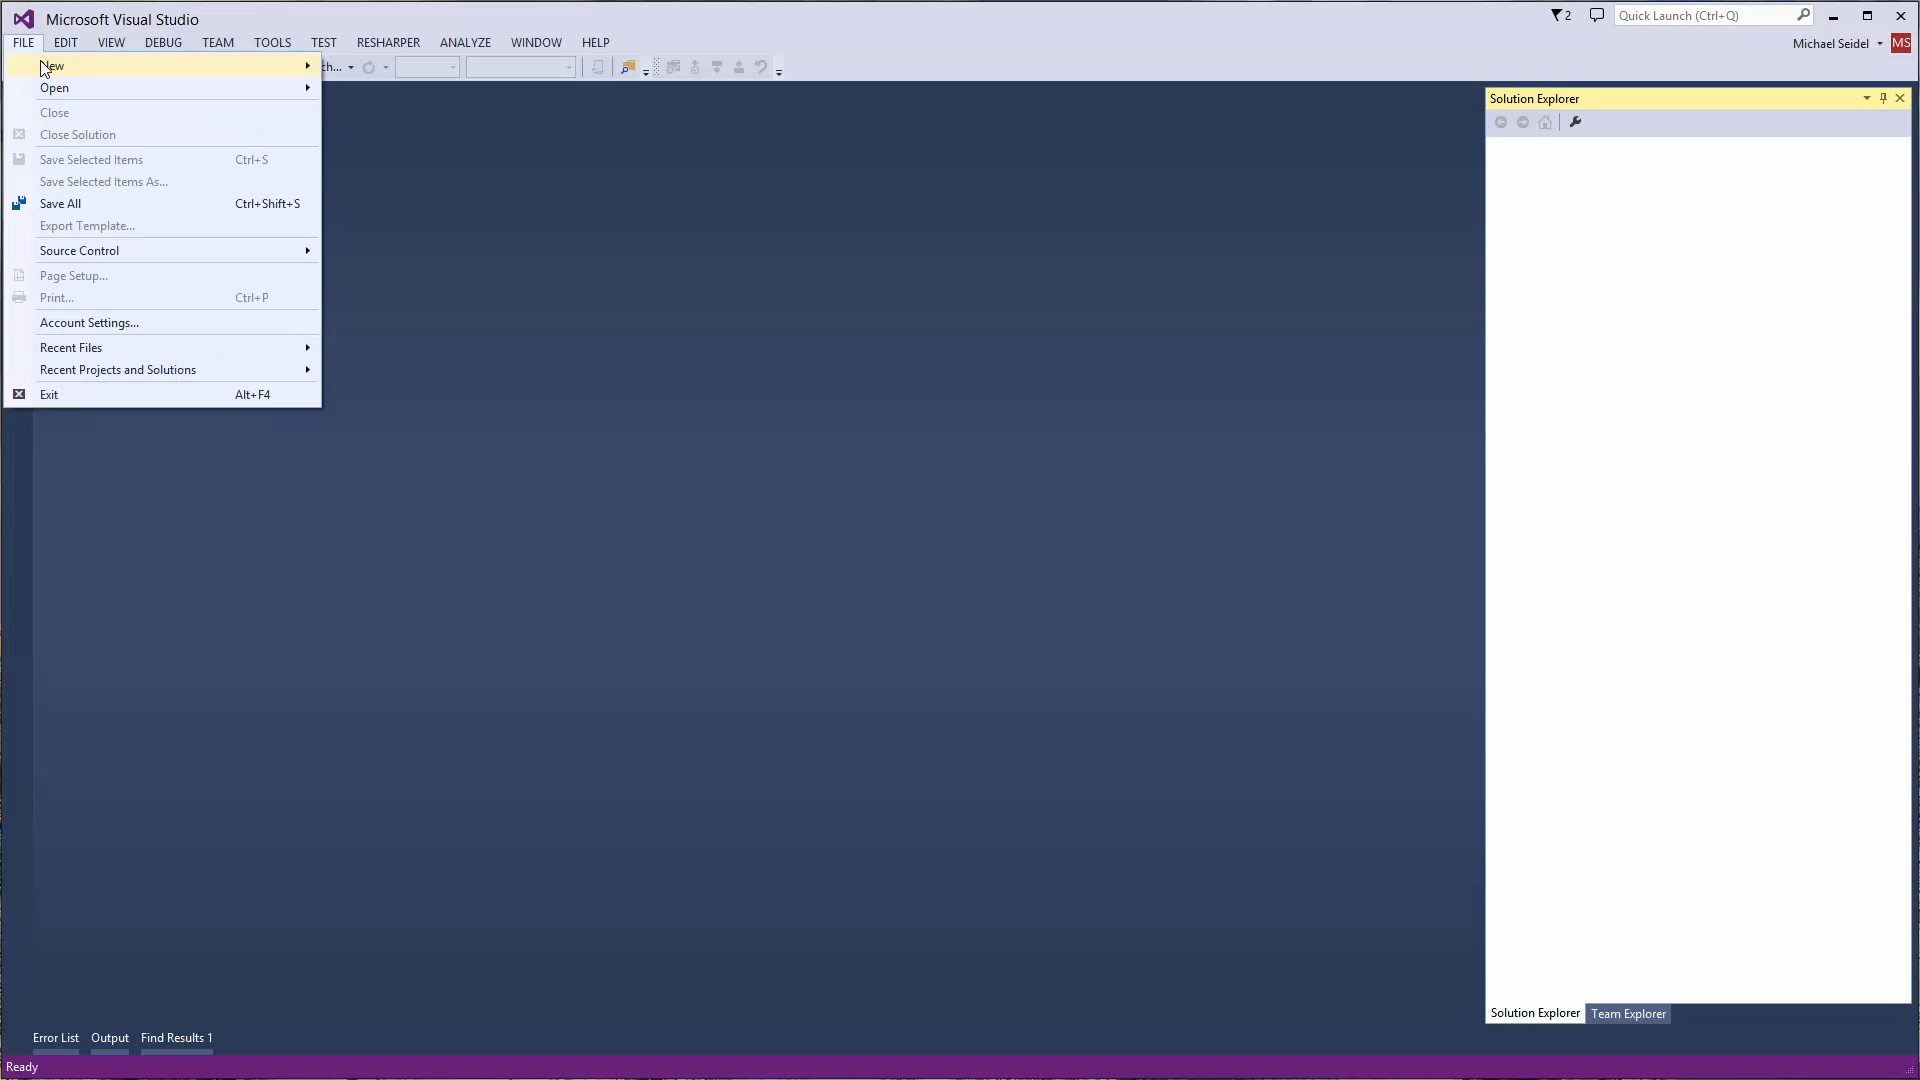 Microsoft Visual Studio
2
Quick Launch (Ctrl+Q)
FILE EDIT VIEW DEBUG TEAM TOOLS TEST RESHARPER ANALYZE WINDOW HELP
Michael Seidel MS
ch...
Open
Close
Close Solution
Save Selected Items Ctrl+S
Save Selected Items As...
Save All Ctrl+Shift+S
Export Template...
Source Control
Page Setup...
Print... Ctrl+P
Account Settings...
Recent Files
Recent Projects and Solutions
Exit Alt+F4
Solution Explorer
Solution Explorer Team Explorer
Error List Output Find Results 1
Ready